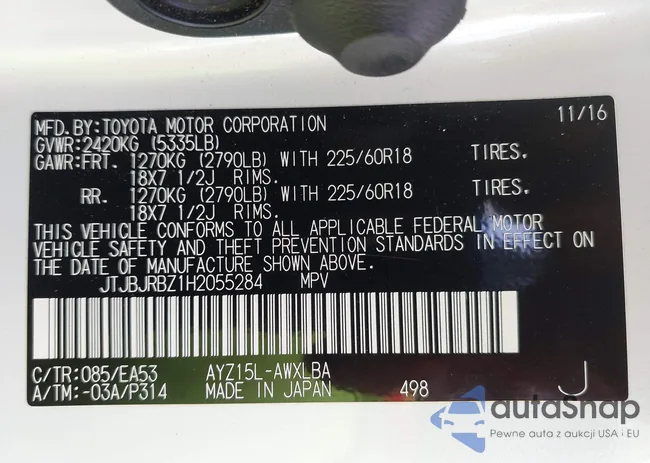 MFD.BY:TOYOTA MOTOR CORPORATION 11/16
GVWR:2420KG (5335LB)
GAWR:FRT. 1270KG (2790LB) WITH 225/60R18 TIRES,
18X7 1/2J RIMS.
RR. 1270KG (2790LB) WITH 225/60R18 TIRES,
18X7 1/2J RIMS.
THIS VEHICLE CONFORMS TO ALL APPLICABLE FEDERAL MOTOR
VEHICLE SAFETY AND THEFT PREVENTION STANDARDS IN EFFECT ON
THE DATE OF MANUFACTURE SHOWN ABOVE.
JTJBJRBZ1H2055284 MPV
C/TR:085/EA53 AYZ15L-AWXLBA
A/TM:-03A/P314 MADE IN JAPAN 498 J
autaSnap
Pewne auta z aukcji USA i EU